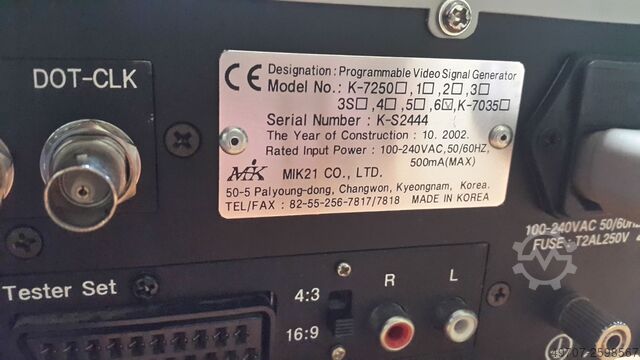 DOT-CLK
CE Designation : Programmable Video Signal Generator
Model No.: K-7250□, 1□, 2□, 3□
3S□, 4□, 5□, 6☑, K-7035□
Serial Number : K-S2444
The Year of Construction : 10. 2002.
Rated Input Power : 100-240VAC,50/60HZ,
500mA(MAX)
MIK MIK21 CO., LTD.
50-5 Palyoung-dong, Changwon, Kyeongnam, Korea.
TEL/FAX : 82-55-256-7817/7818 MADE IN KOREA
100-240VAC 50/60
FUSE : T2AL250V
Tester Set
4:3
16:9
R
L